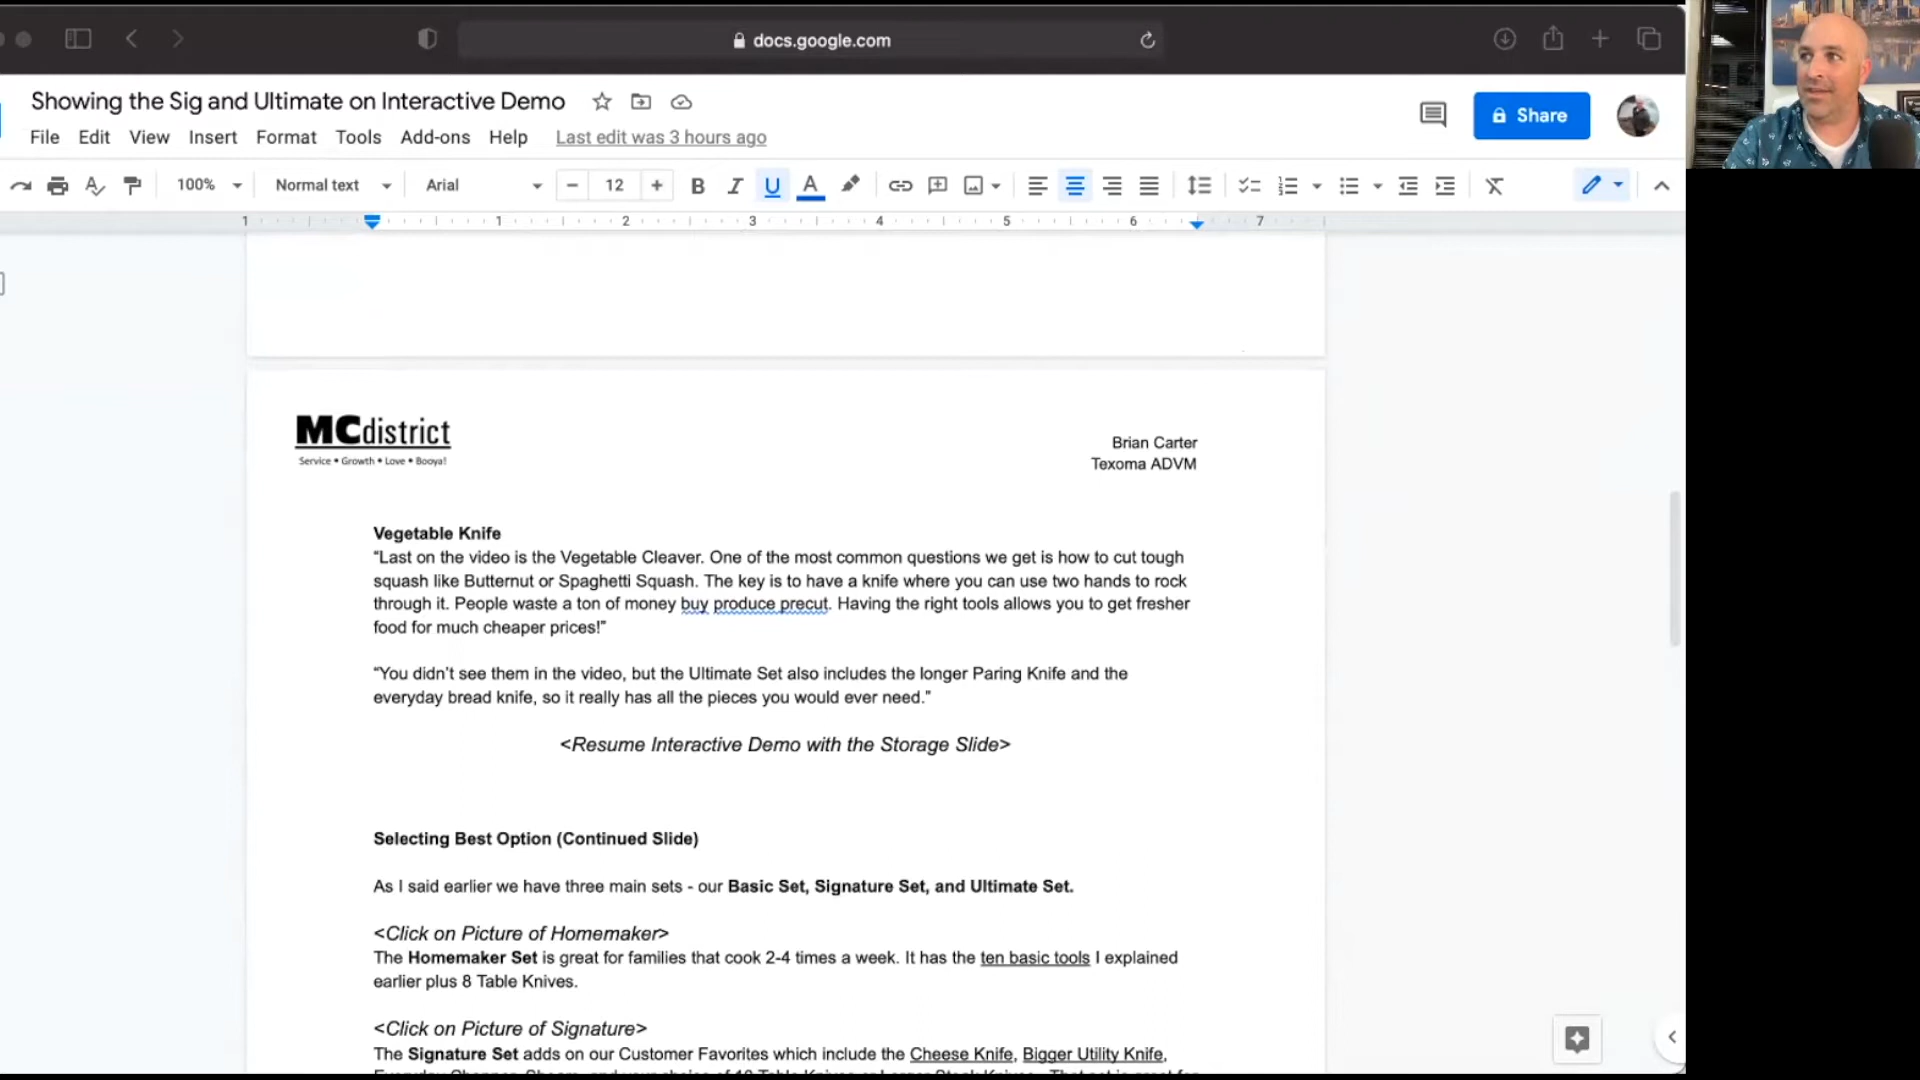 docs.google.com
Showing the Sig and Ultimate on Interactive Demo
Share
File Edit View Insert Format Tools Add-ons Help Last edit was 3 hours ago
100% Normal text Arial 12 B I U A
1 1 2 3 4 5 6 7
MCdistrict
Service • Growth • Love • Booya!
Brian Carter
Texoma ADVM
Vegetable Knife
“Last on the video is the Vegetable Cleaver. One of the most common questions we get is how to cut tough
squash like Butternut or Spaghetti Squash. The key is to have a knife where you can use two hands to rock
through it. People waste a ton of money buy produce precut. Having the right tools allows you to get fresher
food for much cheaper prices!”
“You didn’t see them in the video, but the Ultimate Set also includes the longer Paring Knife and the
everyday bread knife, so it really has all the pieces you would ever need.”
<Resume Interactive Demo with the Storage Slide>
Selecting Best Option (Continued Slide)
As I said earlier we have three main sets - our Basic Set, Signature Set, and Ultimate Set.
<Click on Picture of Homemaker>
The Homemaker Set is great for families that cook 2-4 times a week. It has the ten basic tools I explained
earlier plus 8 Table Knives.
<Click on Picture of Signature>
The Signature Set adds on our Customer Favorites which include the Cheese Knife, Bigger Utility Knife,